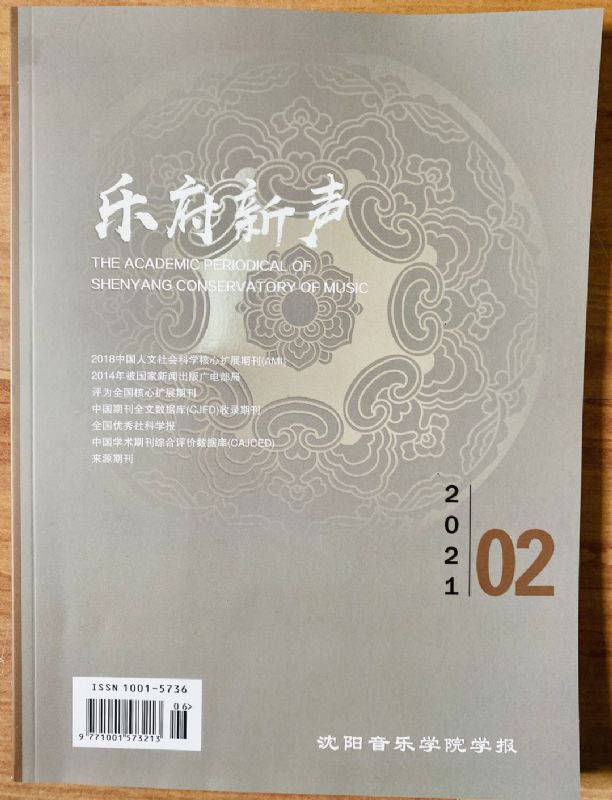 乐府新声
THE ACADEMIC PERIODICAL OF
SHENYANG CONSERVATORY OF MUSIC
2018中国人文社会科学核心扩展期刊(AMI)
2014年被国家新闻出版广电部局
评为全国核心扩展期刊
中国期刊全文数据库(CJFD)收录期刊
全国优秀社科学报
中国学术期刊综合评价数据库(CAJCED)
来源期刊
2021
02
ISSN 1001-5736
06>
9 771001 573213
沈阳音乐学院学报